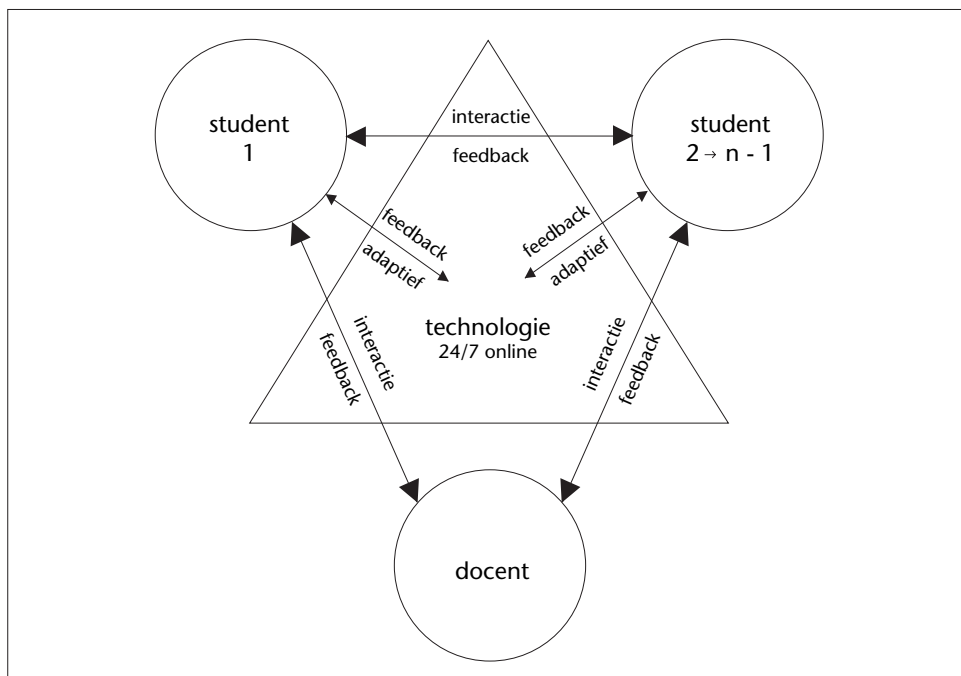 student
1
interactie
feedback
student
2 → n - 1
feedback
adaptief
feedback
adaptief
technologie
24/7 online
interactie
feedback
interactie
feedback
docent